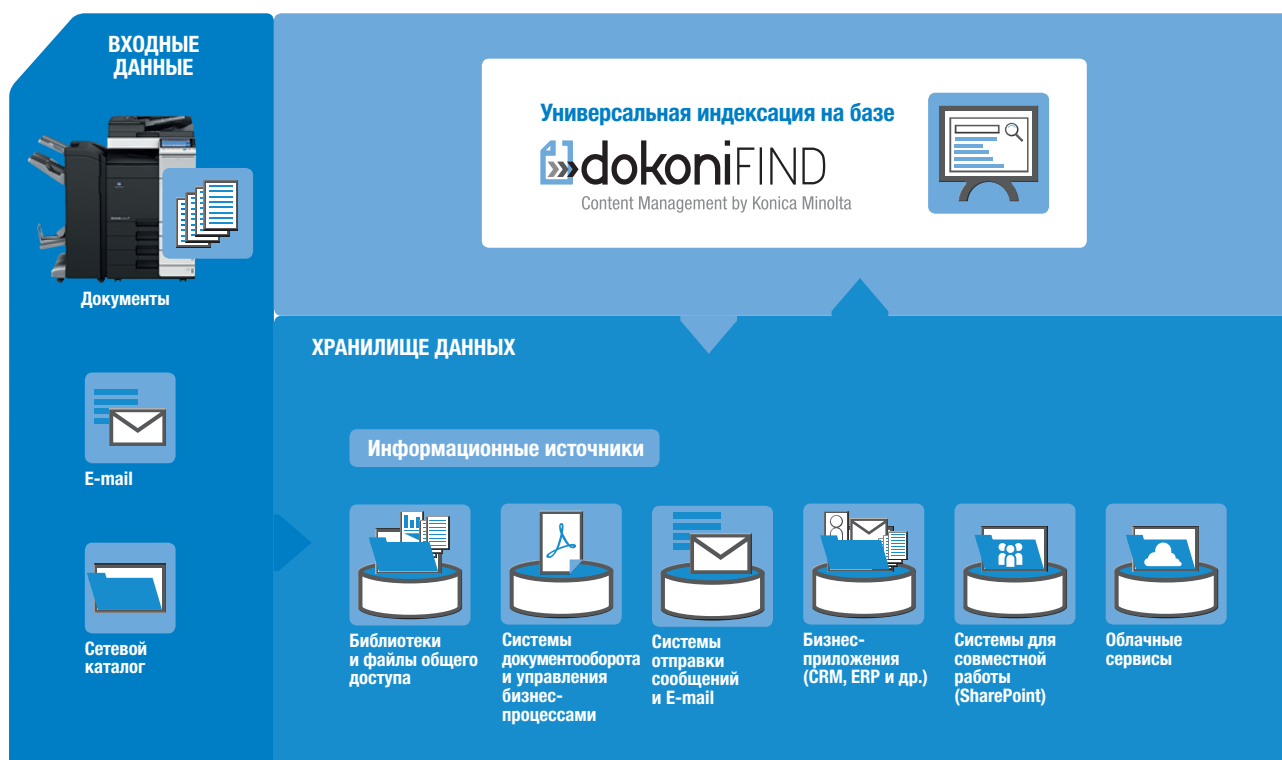 ВХОДНЫЕ
ДАННЫЕ
Документы
E-mail
Сетевой
каталог
Универсальная индексация на базе
dokoniFIND
Content Management by Konica Minolta
ХРАНИЛИЩЕ ДАННЫХ
Информационные источники
Библиотеки
и файлы общего
доступа
Системы
документооборота
и управления
бизнес-
процессами
Системы
отправки
сообщений
и E-mail
Бизнес-
приложения
(CRM, ERP и др.)
Системы для
совместной
работы
(SharePoint)
Облачные
сервисы